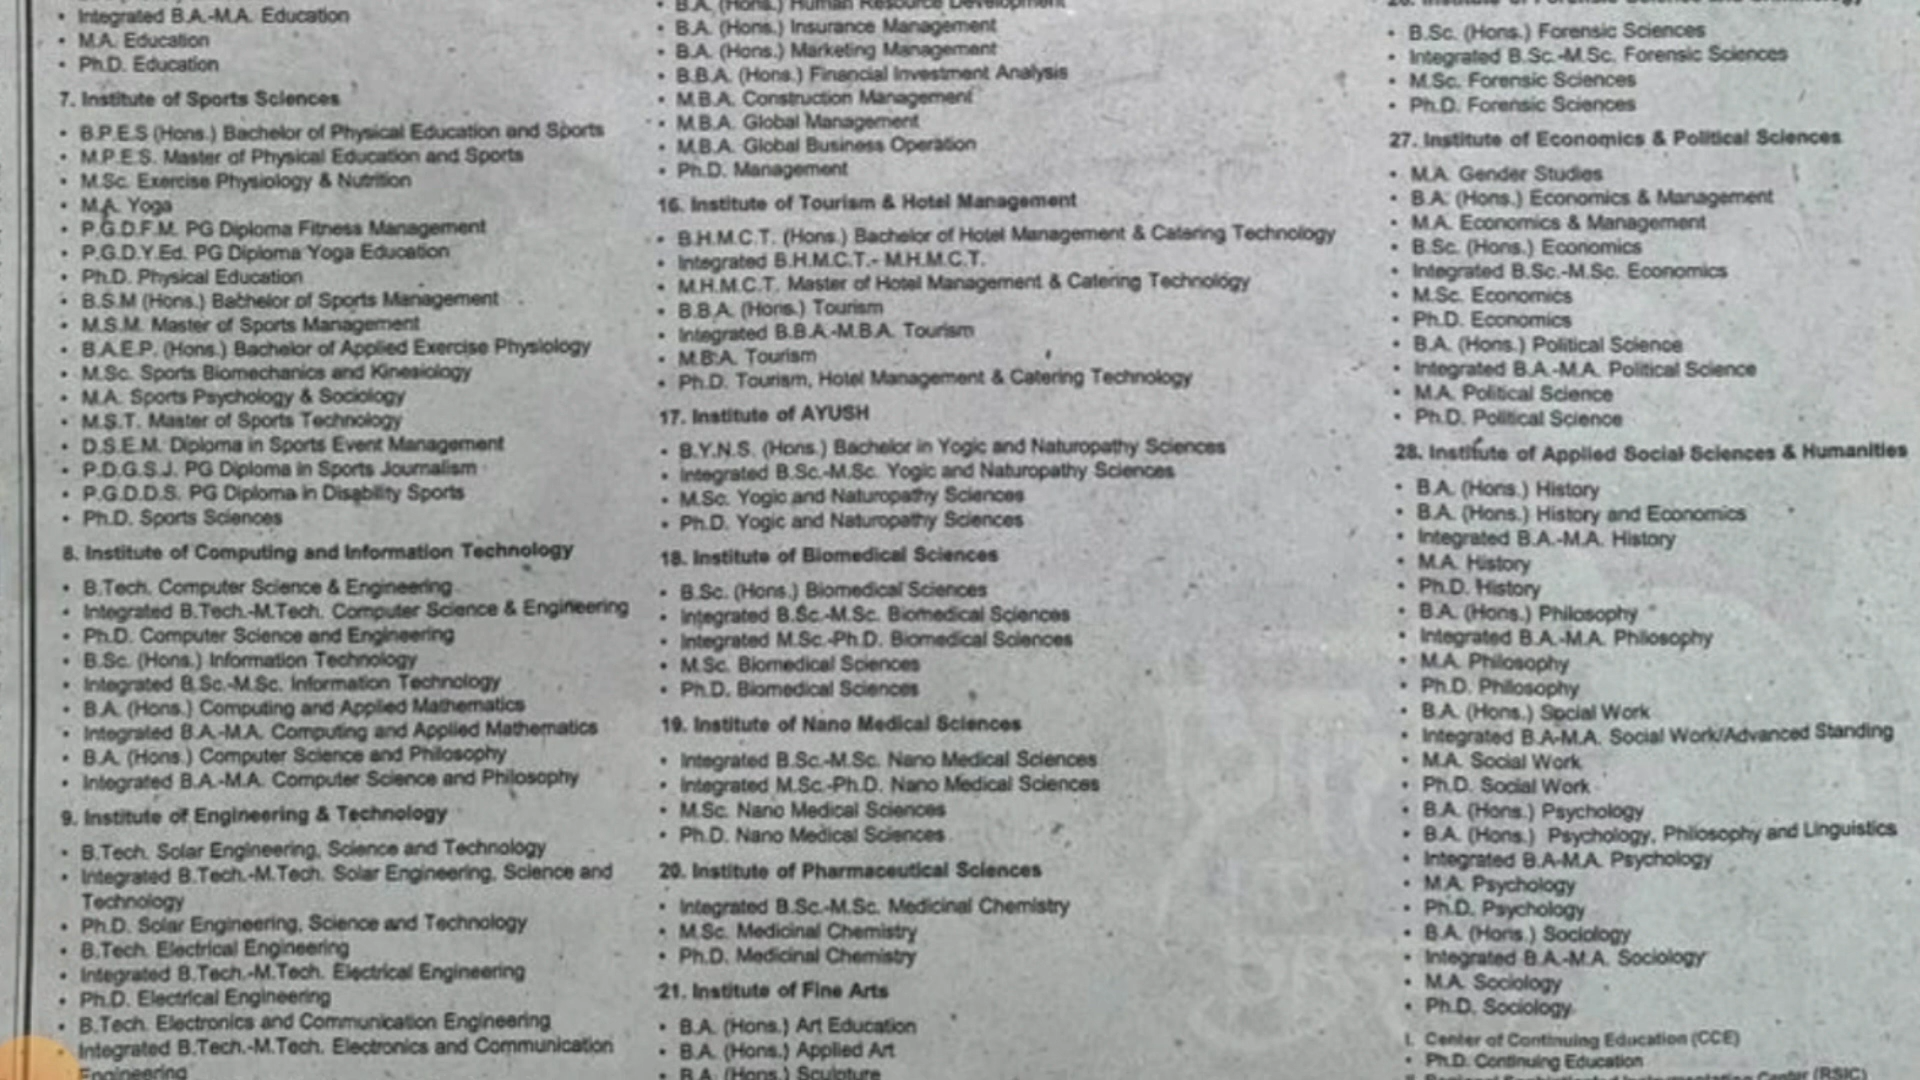 Integrated B.A.-M.A. Education
• M.A. Education
• Ph.D. Education
7. Institute of Sports Sciences
• B.P.E.S (Hons.) Bachelor of Physical Education and Sports
• M.P.E.S. Master of Physical Education and Sports
• M.Sc. Exercise Physiology & Nutrition
• M.A. Yoga
• P.G.D.F.M. PG Diploma Fitness Management
• P.G.D.Y.Ed. PG Diploma Yoga Education
• Ph.D. Physical Education
• B.S.M (Hons.) Bachelor of Sports Management
• M.S.M. Master of Sports Management
• B.A.E.P. (Hons.) Bachelor of Applied Exercise Physiology
• M.Sc. Sports Biomechanics and Kinesiology
• M.A. Sports Psychology & Sociology
• M.S.T. Master of Sports Technology
• D.S.E.M. Diploma in Sports Event Management
• P.D.G.S.J. PG Diploma in Sports Journalism
• P.G.D.D.S. PG Diploma in Disability Sports
• Ph.D. Sports Sciences
8. Institute of Computing and Information Technology
• B.Tech. Computer Science & Engineering
• Integrated B.Tech.-M.Tech. Computer Science & Engineering
• Ph.D. Computer Science and Engineering
• B.Sc. (Hons.) Information Technology
• Integrated B.Sc.-M.Sc. Information Technology
• B.A. (Hons.) Computing and Applied Mathematics
• Integrated B.A.-M.A. Computing and Applied Mathematics
• B.A. (Hons.) Computer Science and Philosophy
• Integrated B.A.-M.A. Computer Science and Philosophy
9. Institute of Engineering & Technology
• B.Tech. Solar Engineering, Science and Technology
• Integrated B.Tech.-M.Tech. Solar Engineering, Science and
Technology
• Ph.D. Solar Engineering, Science and Technology
• B.Tech. Electrical Engineering
• Integrated B.Tech.-M.Tech. Electrical Engineering
• Ph.D. Electrical Engineering
• B.Tech. Electronics and Communication Engineering
• Integrated B.Tech.-M.Tech. Electronics and Communication
Engineering
• B.A. (Hons.) Human Resource Development
• B.A. (Hons.) Insurance Management
• B.A. (Hons.) Marketing Management
• B.B.A. (Hons.) Financial Investment Analysis
• M.B.A. Construction Management
• M.B.A. Global Management
• M.B.A. Global Business Operation
• Ph.D. Management
16. Institute of Tourism & Hotel Management
• B.H.M.C.T. (Hons.) Bachelor of Hotel Management & Catering Technology
• Integrated B.H.M.C.T.- M.H.M.C.T.
• M.H.M.C.T. Master of Hotel Management & Catering Technology
• B.B.A. (Hons.) Tourism
• Integrated B.B.A.-M.B.A. Tourism
• M.B.A. Tourism
• Ph.D. Tourism, Hotel Management & Catering Technology
17. Institute of AYUSH
• B.Y.N.S. (Hons.) Bachelor in Yogic and Naturopathy Sciences
• Integrated B.Sc.-M.Sc. Yogic and Naturopathy Sciences
• M.Sc. Yogic and Naturopathy Sciences
• Ph.D. Yogic and Naturopathy Sciences
18. Institute of Biomedical Sciences
• B.Sc. (Hons.) Biomedical Sciences
• Integrated B.Sc.-M.Sc. Biomedical Sciences
• Integrated M.Sc.-Ph.D. Biomedical Sciences
• M.Sc. Biomedical Sciences
• Ph.D. Biomedical Sciences
19. Institute of Nano Medical Sciences
• Integrated B.Sc.-M.Sc. Nano Medical Sciences
• Integrated M.Sc.-Ph.D. Nano Medical Sciences
• M.Sc. Nano Medical Sciences
• Ph.D. Nano Medical Sciences
20. Institute of Pharmaceutical Sciences
• Integrated B.Sc.-M.Sc. Medicinal Chemistry
• M.Sc. Medicinal Chemistry
• Ph.D. Medicinal Chemistry
21. Institute of Fine Arts
• B.A. (Hons.) Art Education
• B.A. (Hons.) Applied Art
• B.A. (Hons.) Sculpture
26. Institute of Forensic Science and Criminology
• B.Sc. (Hons.) Forensic Sciences
• Integrated B.Sc.-M.Sc. Forensic Sciences
• M.Sc. Forensic Sciences
• Ph.D. Forensic Sciences
27. Institute of Economics & Political Sciences
• M.A. Gender Studies
• B.A. (Hons.) Economics & Management
• M.A. Economics & Management
• B.Sc. (Hons.) Economics
• Integrated B.Sc.-M.Sc. Economics
• M.Sc. Economics
• Ph.D. Economics
• B.A. (Hons.) Political Science
• Integrated B.A.-M.A. Political Science
• M.A. Political Science
• Ph.D. Political Science
28. Institute of Applied Social Sciences & Humanities
• B.A. (Hons.) History
• B.A. (Hons.) History and Economics
• Integrated B.A.-M.A. History
• M.A. History
• Ph.D. History
• B.A. (Hons.) Philosophy
• Integrated B.A.-M.A. Philosophy
• M.A. Philosophy
• Ph.D. Philosophy
• B.A. (Hons.) Social Work
• Integrated B.A-M.A. Social Work/Advanced Standing
• M.A. Social Work
• Ph.D. Social Work
• B.A. (Hons.) Psychology
• B.A. (Hons.) Psychology, Philosophy and Linguistics
• Integrated B.A-M.A. Psychology
• M.A. Psychology
• Ph.D. Psychology
• B.A. (Hons.) Sociology
• Integrated B.A.-M.A. Sociology
• M.A. Sociology
• Ph.D. Sociology
I. Center of Continuing Education (CCE)
• Ph.D. Continuing Education
Center (RSIC)